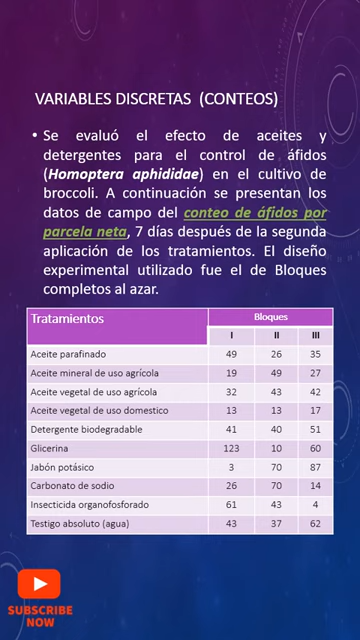 VARIABLES DISCRETAS (CONTEOS)
• Se evaluó el efecto de aceites y
detergentes para el control de áfidos
(Homoptera aphididae) en el cultivo de
broccoli. A continuación se presentan los
datos de campo del conteo de áfidos por
parcela neta, 7 días después de la segunda
aplicación de los tratamientos. El diseño
experimental utilizado fue el de Bloques
completos al azar.
Tratamientos Bloques
I II III
Aceite parafinado 49 26 35
Aceite mineral de uso agrícola 19 49 27
Aceite vegetal de uso agrícola 32 43 42
Aceite vegetal de uso domestico 13 13 17
Detergente biodegradable 41 40 51
Glicerina 123 10 60
Jabón potásico 3 70 87
Carbonato de sodio 26 70 14
Insecticida organofosforado 61 43 4
Testigo absoluto (agua) 43 37 62
SUBSCRIBE
NOW